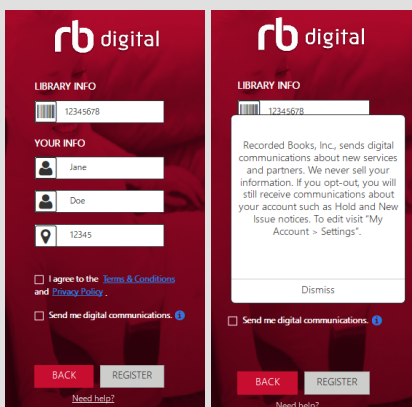 rb digital
LIBRARY INFO
12345678
YOUR INFO
Jane
Doe
12345
I agree to the Terms & Conditions
and Privacy Policy .
Send me digital communications.
BACK REGISTER
Need help?
rb digital
LIBRARY INFO
12345678
Recorded Books, Inc., sends digital
communications about new services
and partners. We never sell your
information. If you opt-out, you will
still receive communications about
your account such as Hold and New
Issue notices. To edit visit "My
Account > Settings".
Dismiss
Send me digital communications.
BACK REGISTER
Need help?